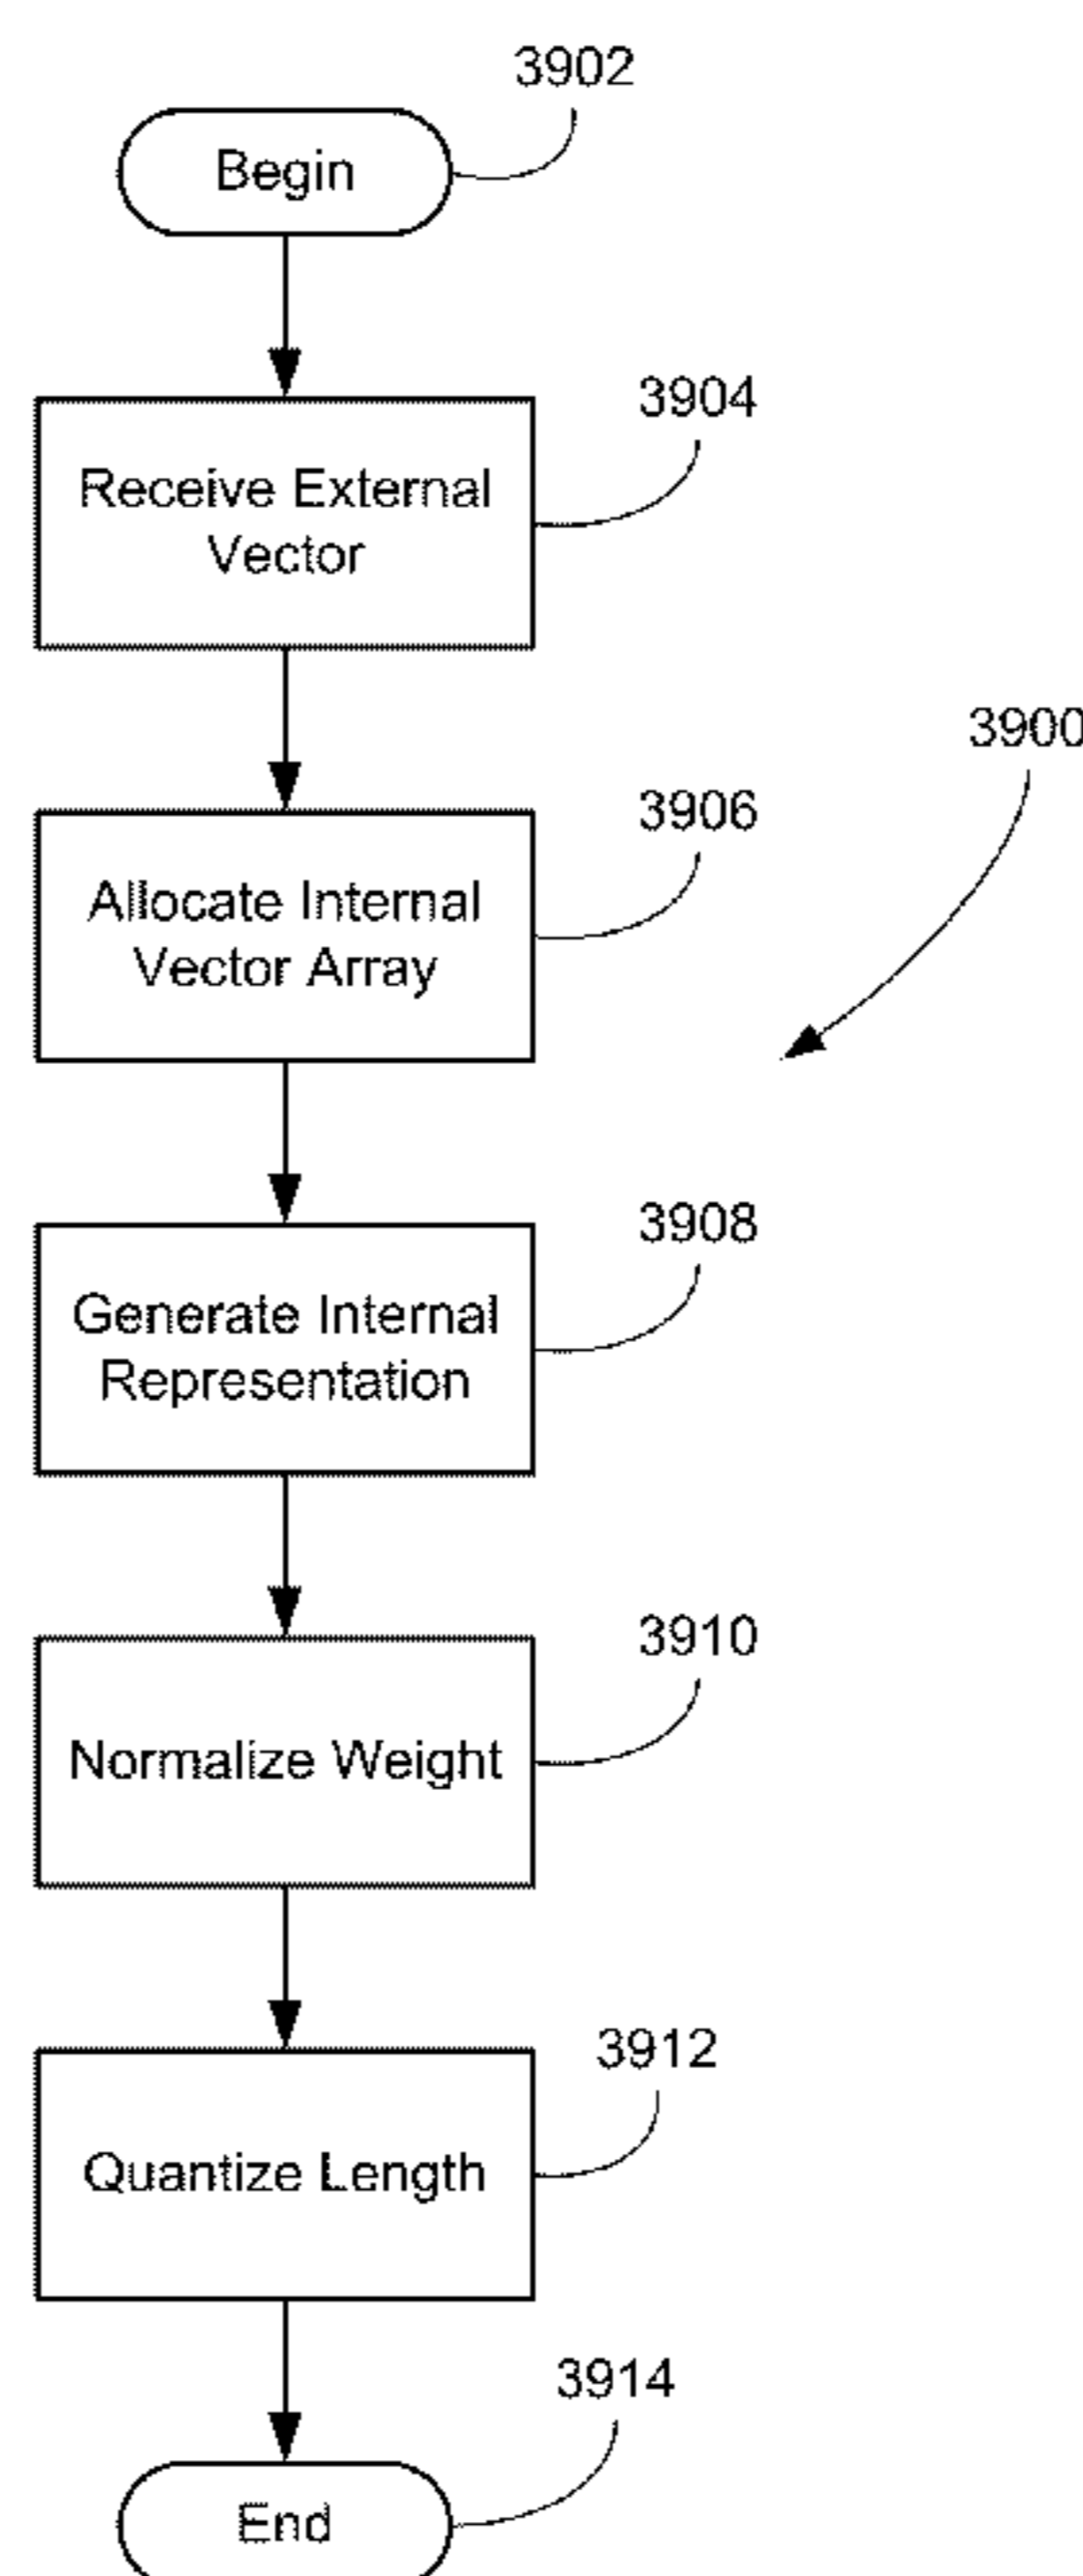 3902
Begin
3904
Receive External
Vector
3900
3906
Allocate Internal
Vector Array
3908
Generate Internal
Representation
3910
Normalize Weight
3912
Quantize Length
3914
End